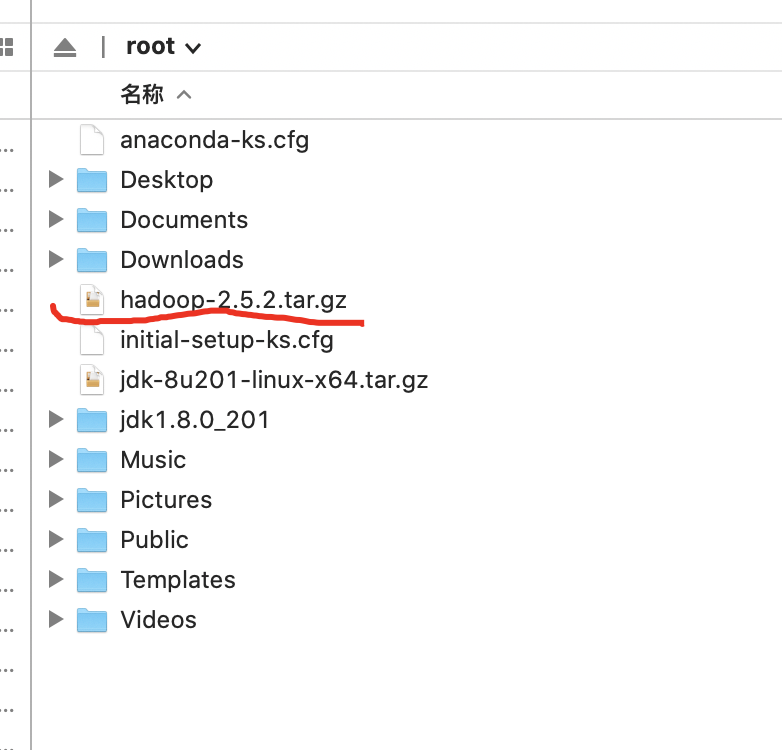 root
名称
anaconda-ks.cfg
Desktop
Documents
Downloads
hadoop-2.5.2.tar.gz
initial-setup-ks.cfg
jdk-8u201-linux-x64.tar.gz
jdk1.8.0_201
Music
Pictures
Public
Templates
Videos